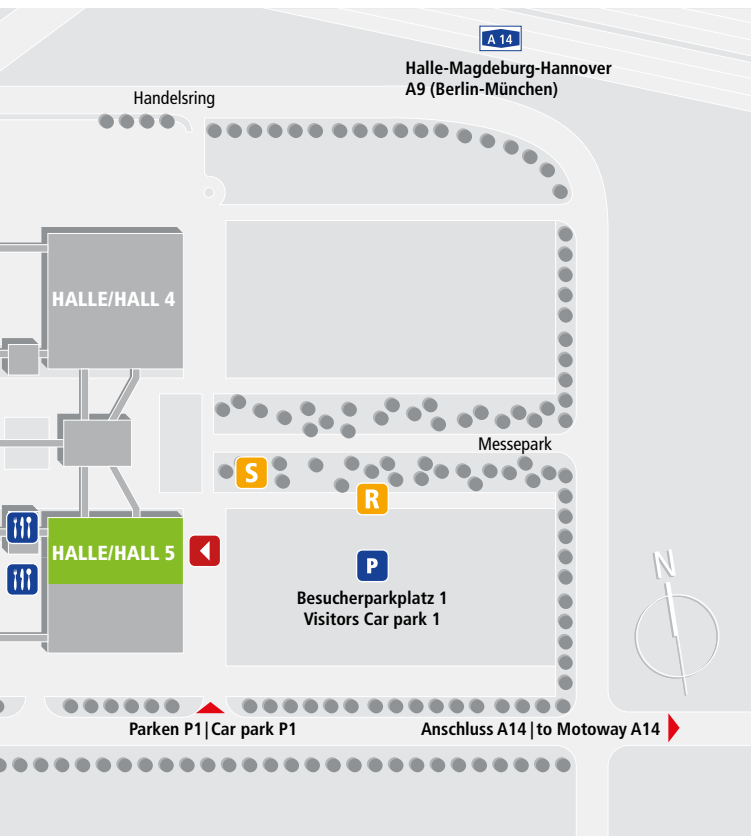 A 14
Halle-Magdeburg-Hannover
A9 (Berlin-München)
Handelsring
HALLE/HALL 4
Messepark
S
R
HALLE/HALL 5
P
Besucherparkplatz 1
Visitors Car park 1
N
Parken P1|Car park P1
Anschluss A14|to Motoway A14